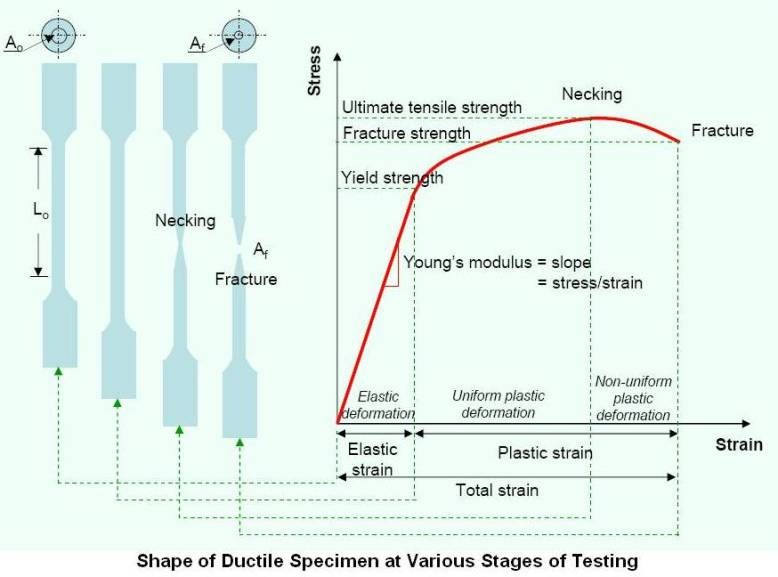 Ao
Af
Lo
Necking
Af
Fracture
Stress
Ultimate tensile strength
Necking
Fracture strength
Fracture
Yield strength
Young's modulus = slope
= stress/strain
Elastic
deformation
Uniform plastic
deformation
Non-uniform
plastic
deformation
Strain
Elastic
strain
Plastic strain
Total strain
Shape of Ductile Specimen at Various Stages of Testing